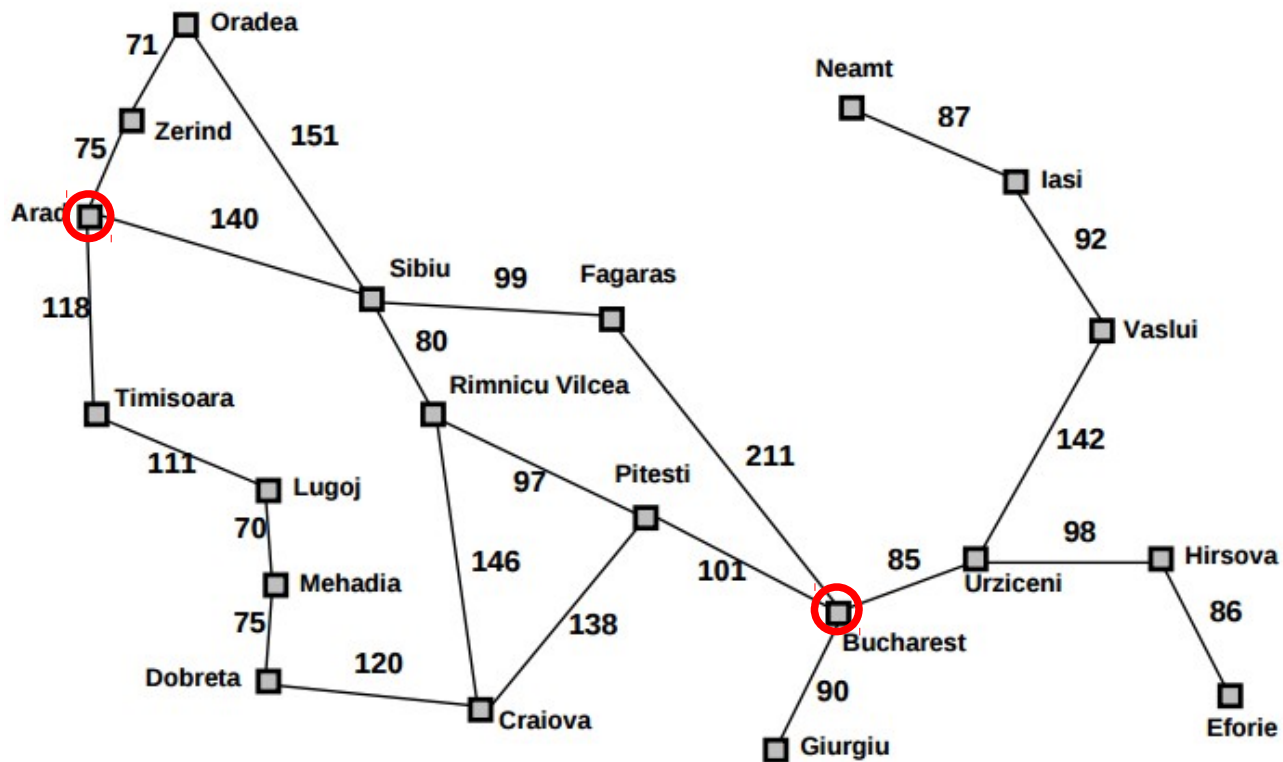 Oradea
71
Neamt
87
Zerind
151
75
Iasi
Arad
140
92
Sibiu
99
Fagaras
118
Vaslui
80
Rimnicu Vilcea
Timisoara
142
211
111
97
Pitesti
Lugoj
70
98
Hirsova
146
101
85
Mehadia
Urziceni
75
138
86
Bucharest
120
Dobreta
90
Craiova
Eforie
Giurgiu